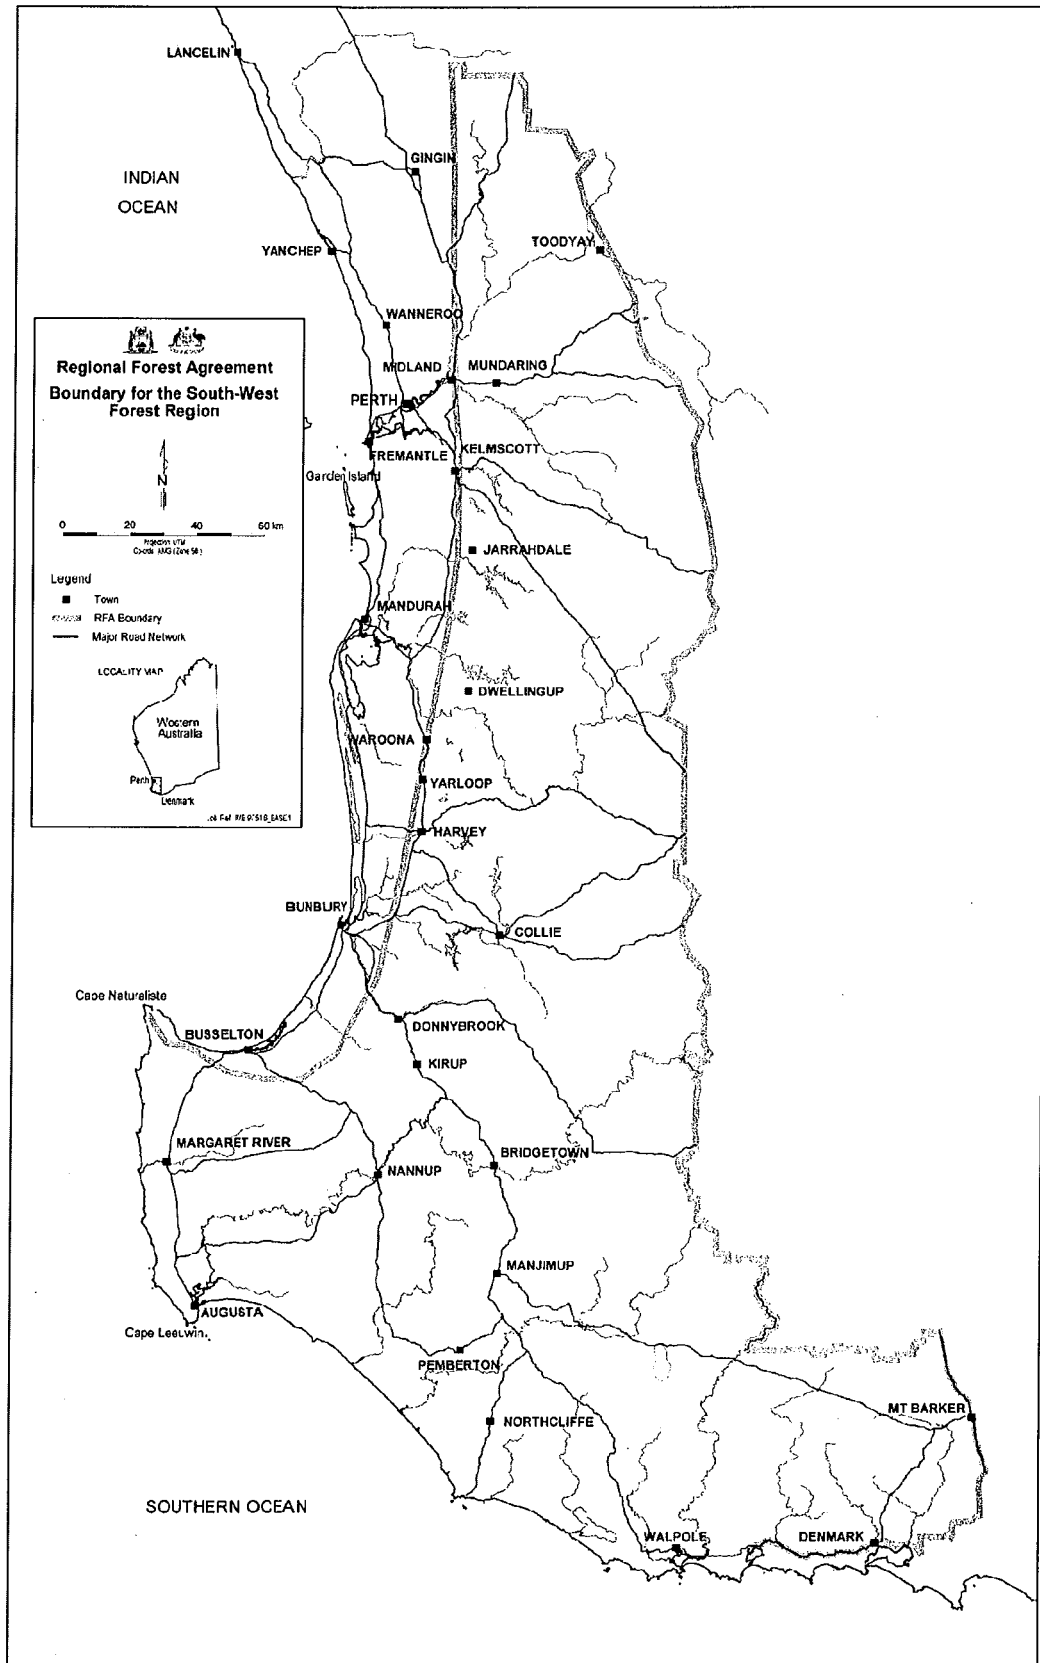 LANCELIN
GINGIN
INDIAN
OCEAN
TOODYAY
YANCHEP
WANNEROO
MIDLAND
MUNDARING
PERTH
FREMANTLE
KELMSCOTT
Garden Island
Regional Forest Agreement
Boundary for the South-West
Forest Region
N
0 20 40 60 km
Projection UTM
Legend
Town
RFA Boundary
Major Road Network
LOCALITY MAP
Western
Australia
Perth
Denmark
JARRAHDALE
MANDURAH
DWELLINGUP
WAROONA
YARLOOP
HARVEY
BUNBURY
COLLIE
Cape Naturaliste
BUSSELTON
DONNYBROOK
KIRUP
MARGARET RIVER
BRIDGETOWN
NANNUP
MANJIMUP
AUGUSTA
Cape Leeuwin
PEMBERTON
MT BARKER
NORTHCLIFFE
SOUTHERN OCEAN
WALPOLE
DENMARK